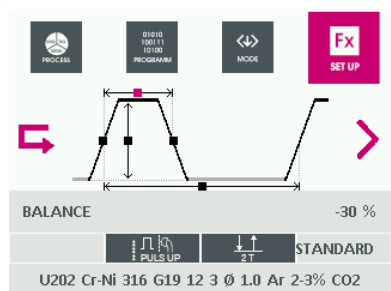 PROCESS
01010
100111
10100
PROGRAMM
MODE
Fx
SET UP
BALANCE -30 %
PULS UP 2T STANDARD
U202 Cr-Ni 316 G19 12 3 Ø 1.0 Ar 2-3% CO2